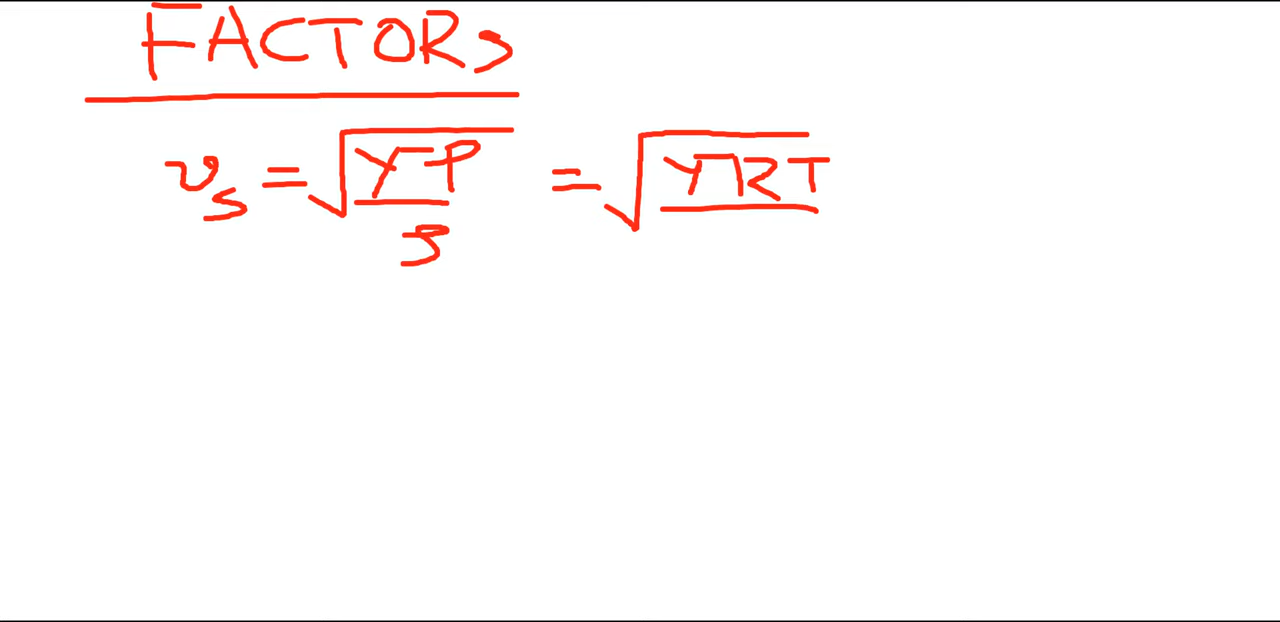 FACTORS
v_s = √(γP/ρ) = √(γRT/)